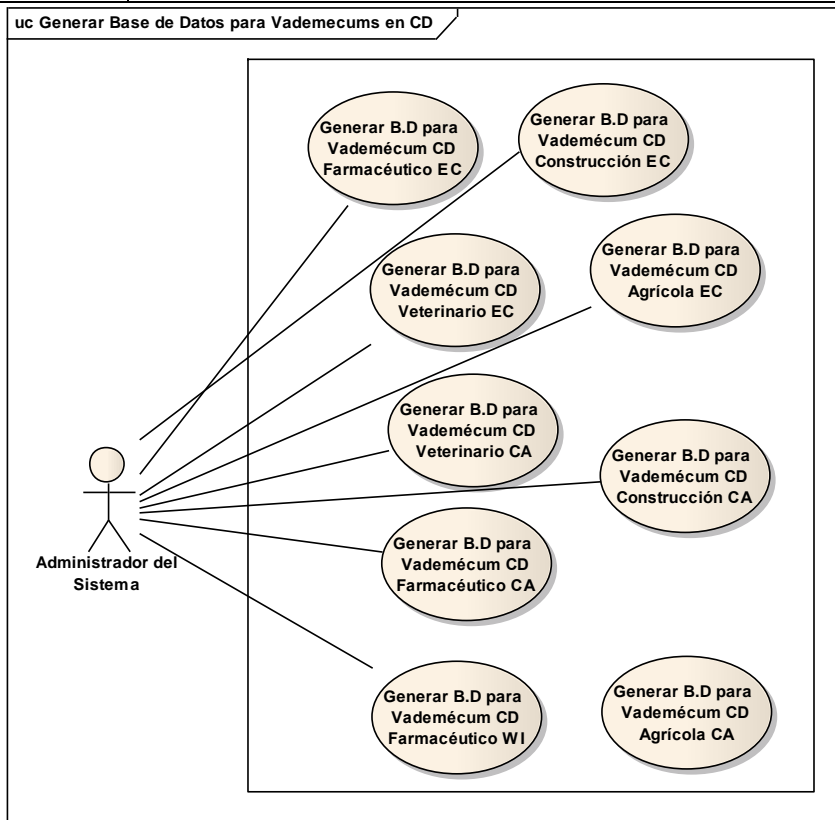 uc Generar Base de Datos para Vademecums en CD
Generar B.D para
Vademécum CD
Farmacéutico EC
Generar B.D para
Vademécum CD
Construcción EC
Generar B.D para
Vademécum CD
Veterinario EC
Generar B.D para
Vademécum CD
Agrícola EC
Generar B.D para
Vademécum CD
Veterinario CA
Generar B.D para
Vademécum CD
Construcción CA
Administrador del
Sistema
Generar B.D para
Vademécum CD
Farmacéutico CA
Generar B.D para
Vademécum CD
Farmacéutico WI
Generar B.D para
Vademécum CD
Agrícola CA